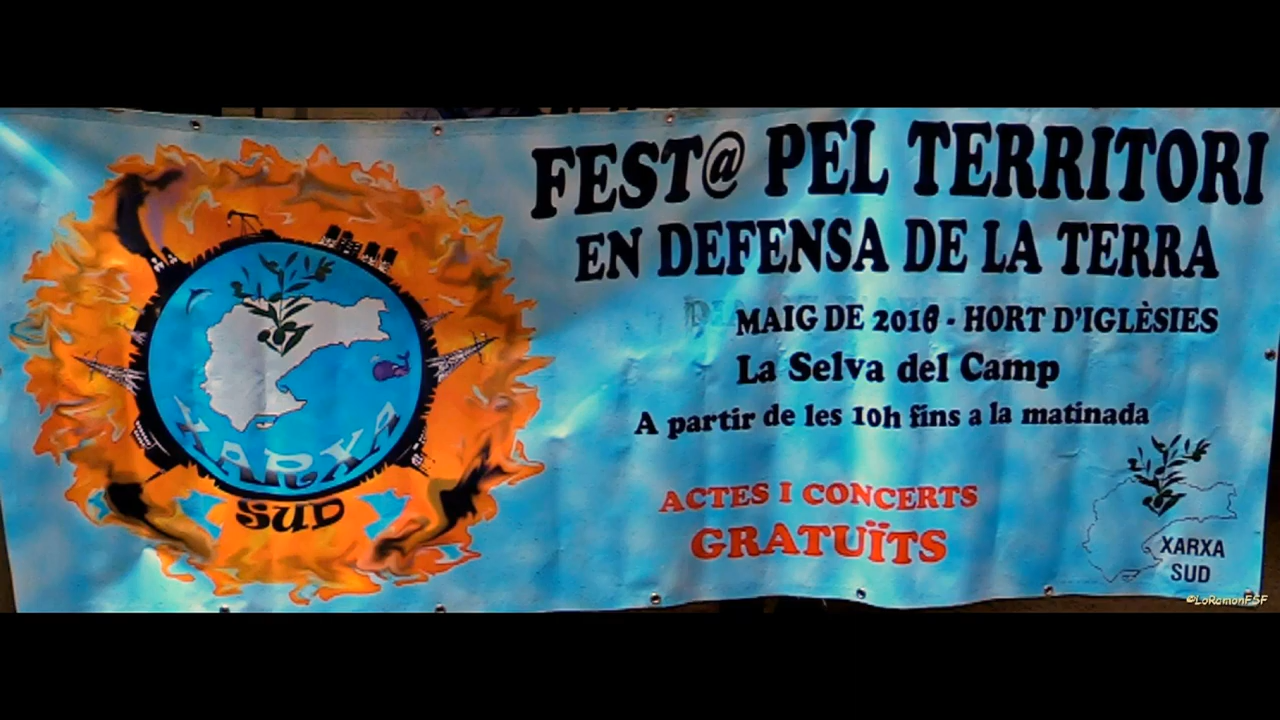 FEST@ PEL TERRITORI
EN DEFENSA DE LA TERRA
MAIG DE 2018 - HORT D'IGLÈSIES
La Selva del Camp
A partir de les 10h fins a la matinada
ACTES I CONCERTS
GRATUÏTS
XARXA
SUD
XARXA
SUD
©LoRamonFSF